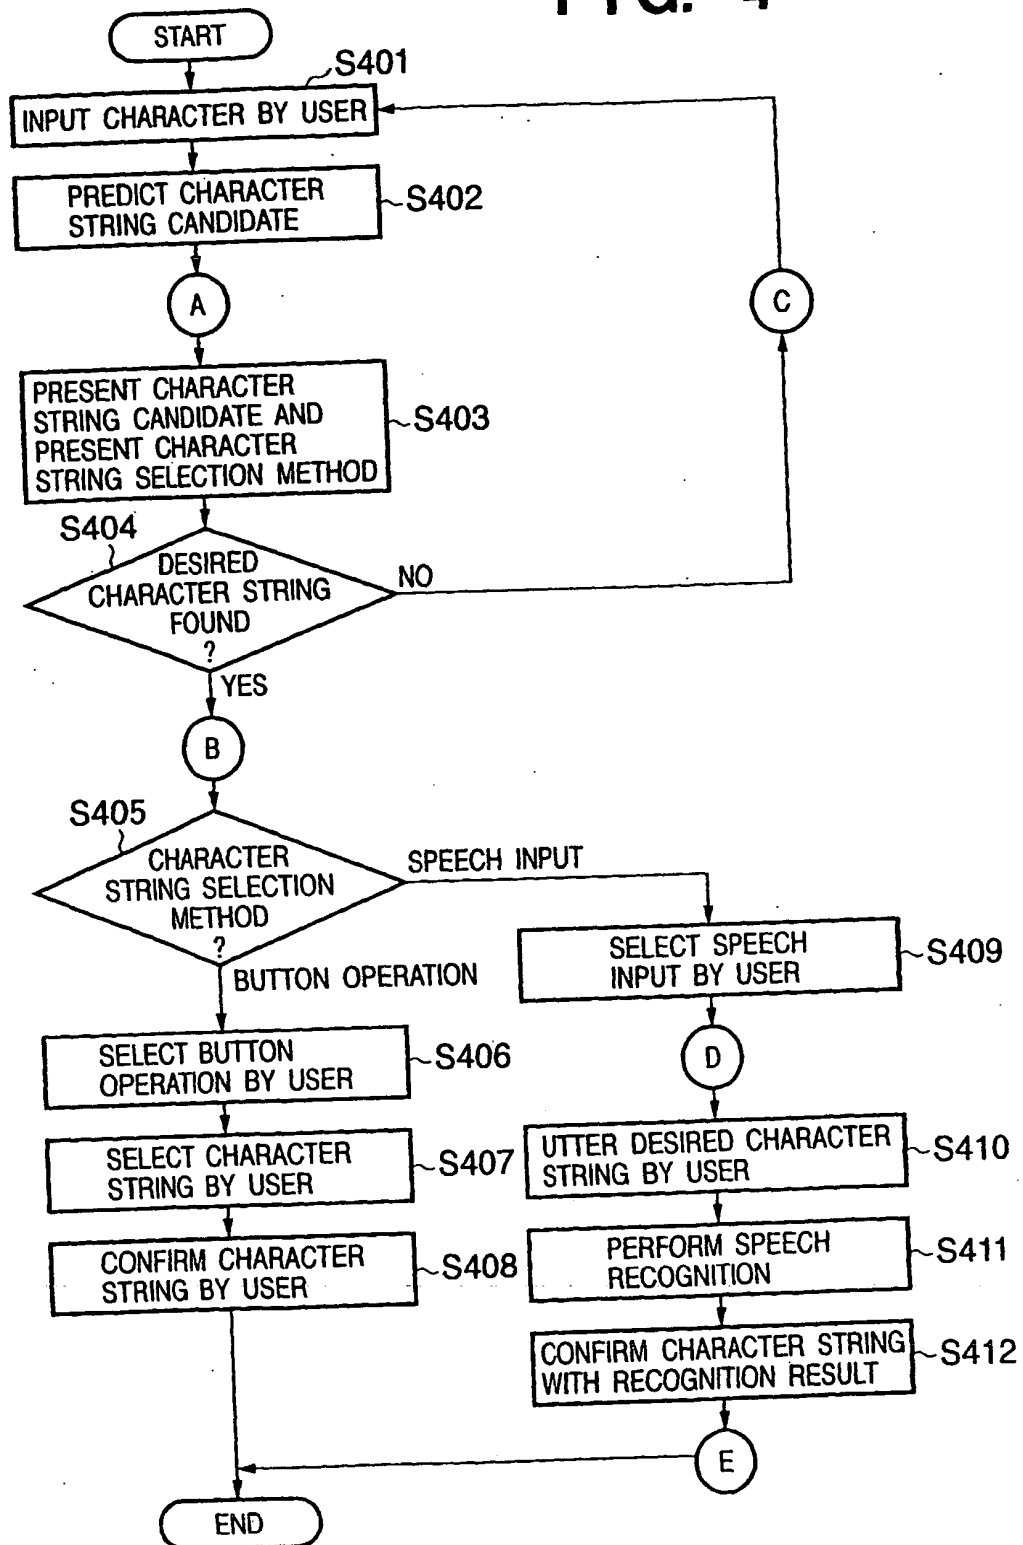 FIG. 4
START
S401
INPUT CHARACTER BY USER
PREDICT CHARACTER
STRING CANDIDATE
S402
A
C
PRESENT CHARACTER
STRING CANDIDATE AND
PRESENT CHARACTER
STRING SELECTION METHOD
S403
S404
DESIRED
CHARACTER STRING
FOUND
?
NO
YES
B
S405
CHARACTER
STRING SELECTION
METHOD
?
SPEECH INPUT
BUTTON OPERATION
SELECT SPEECH
INPUT BY USER
S409
SELECT BUTTON
OPERATION BY USER
S406
D
SELECT CHARACTER
STRING BY USER
S407
UTTER DESIRED CHARACTER
STRING BY USER
S410
CONFIRM CHARACTER
STRING BY USER
S408
PERFORM SPEECH
RECOGNITION
S411
CONFIRM CHARACTER STRING
WITH RECOGNITION RESULT
S412
E
END